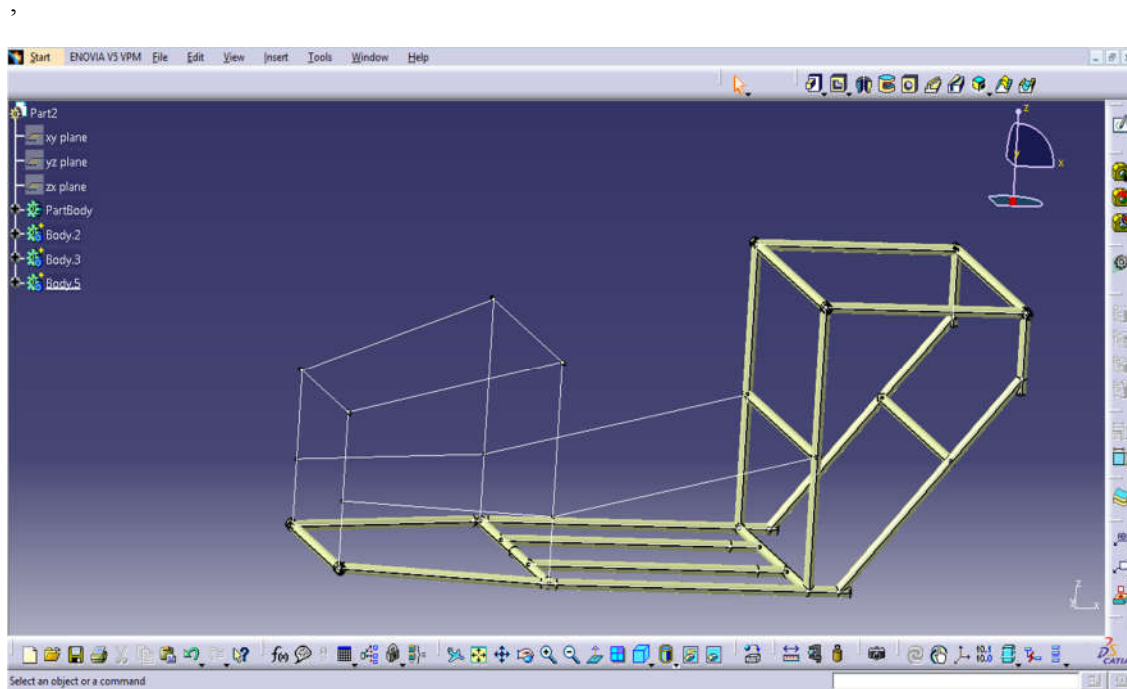 ,
Start ENOVIA V5 VPM File Edit View Insert Tools Window Help
Part2
xy plane
yz plane
zx plane
PartBody
Body.2
Body.3
Body.5
z
x
y
z
x
f(x)
CATIA
Select an object or a command